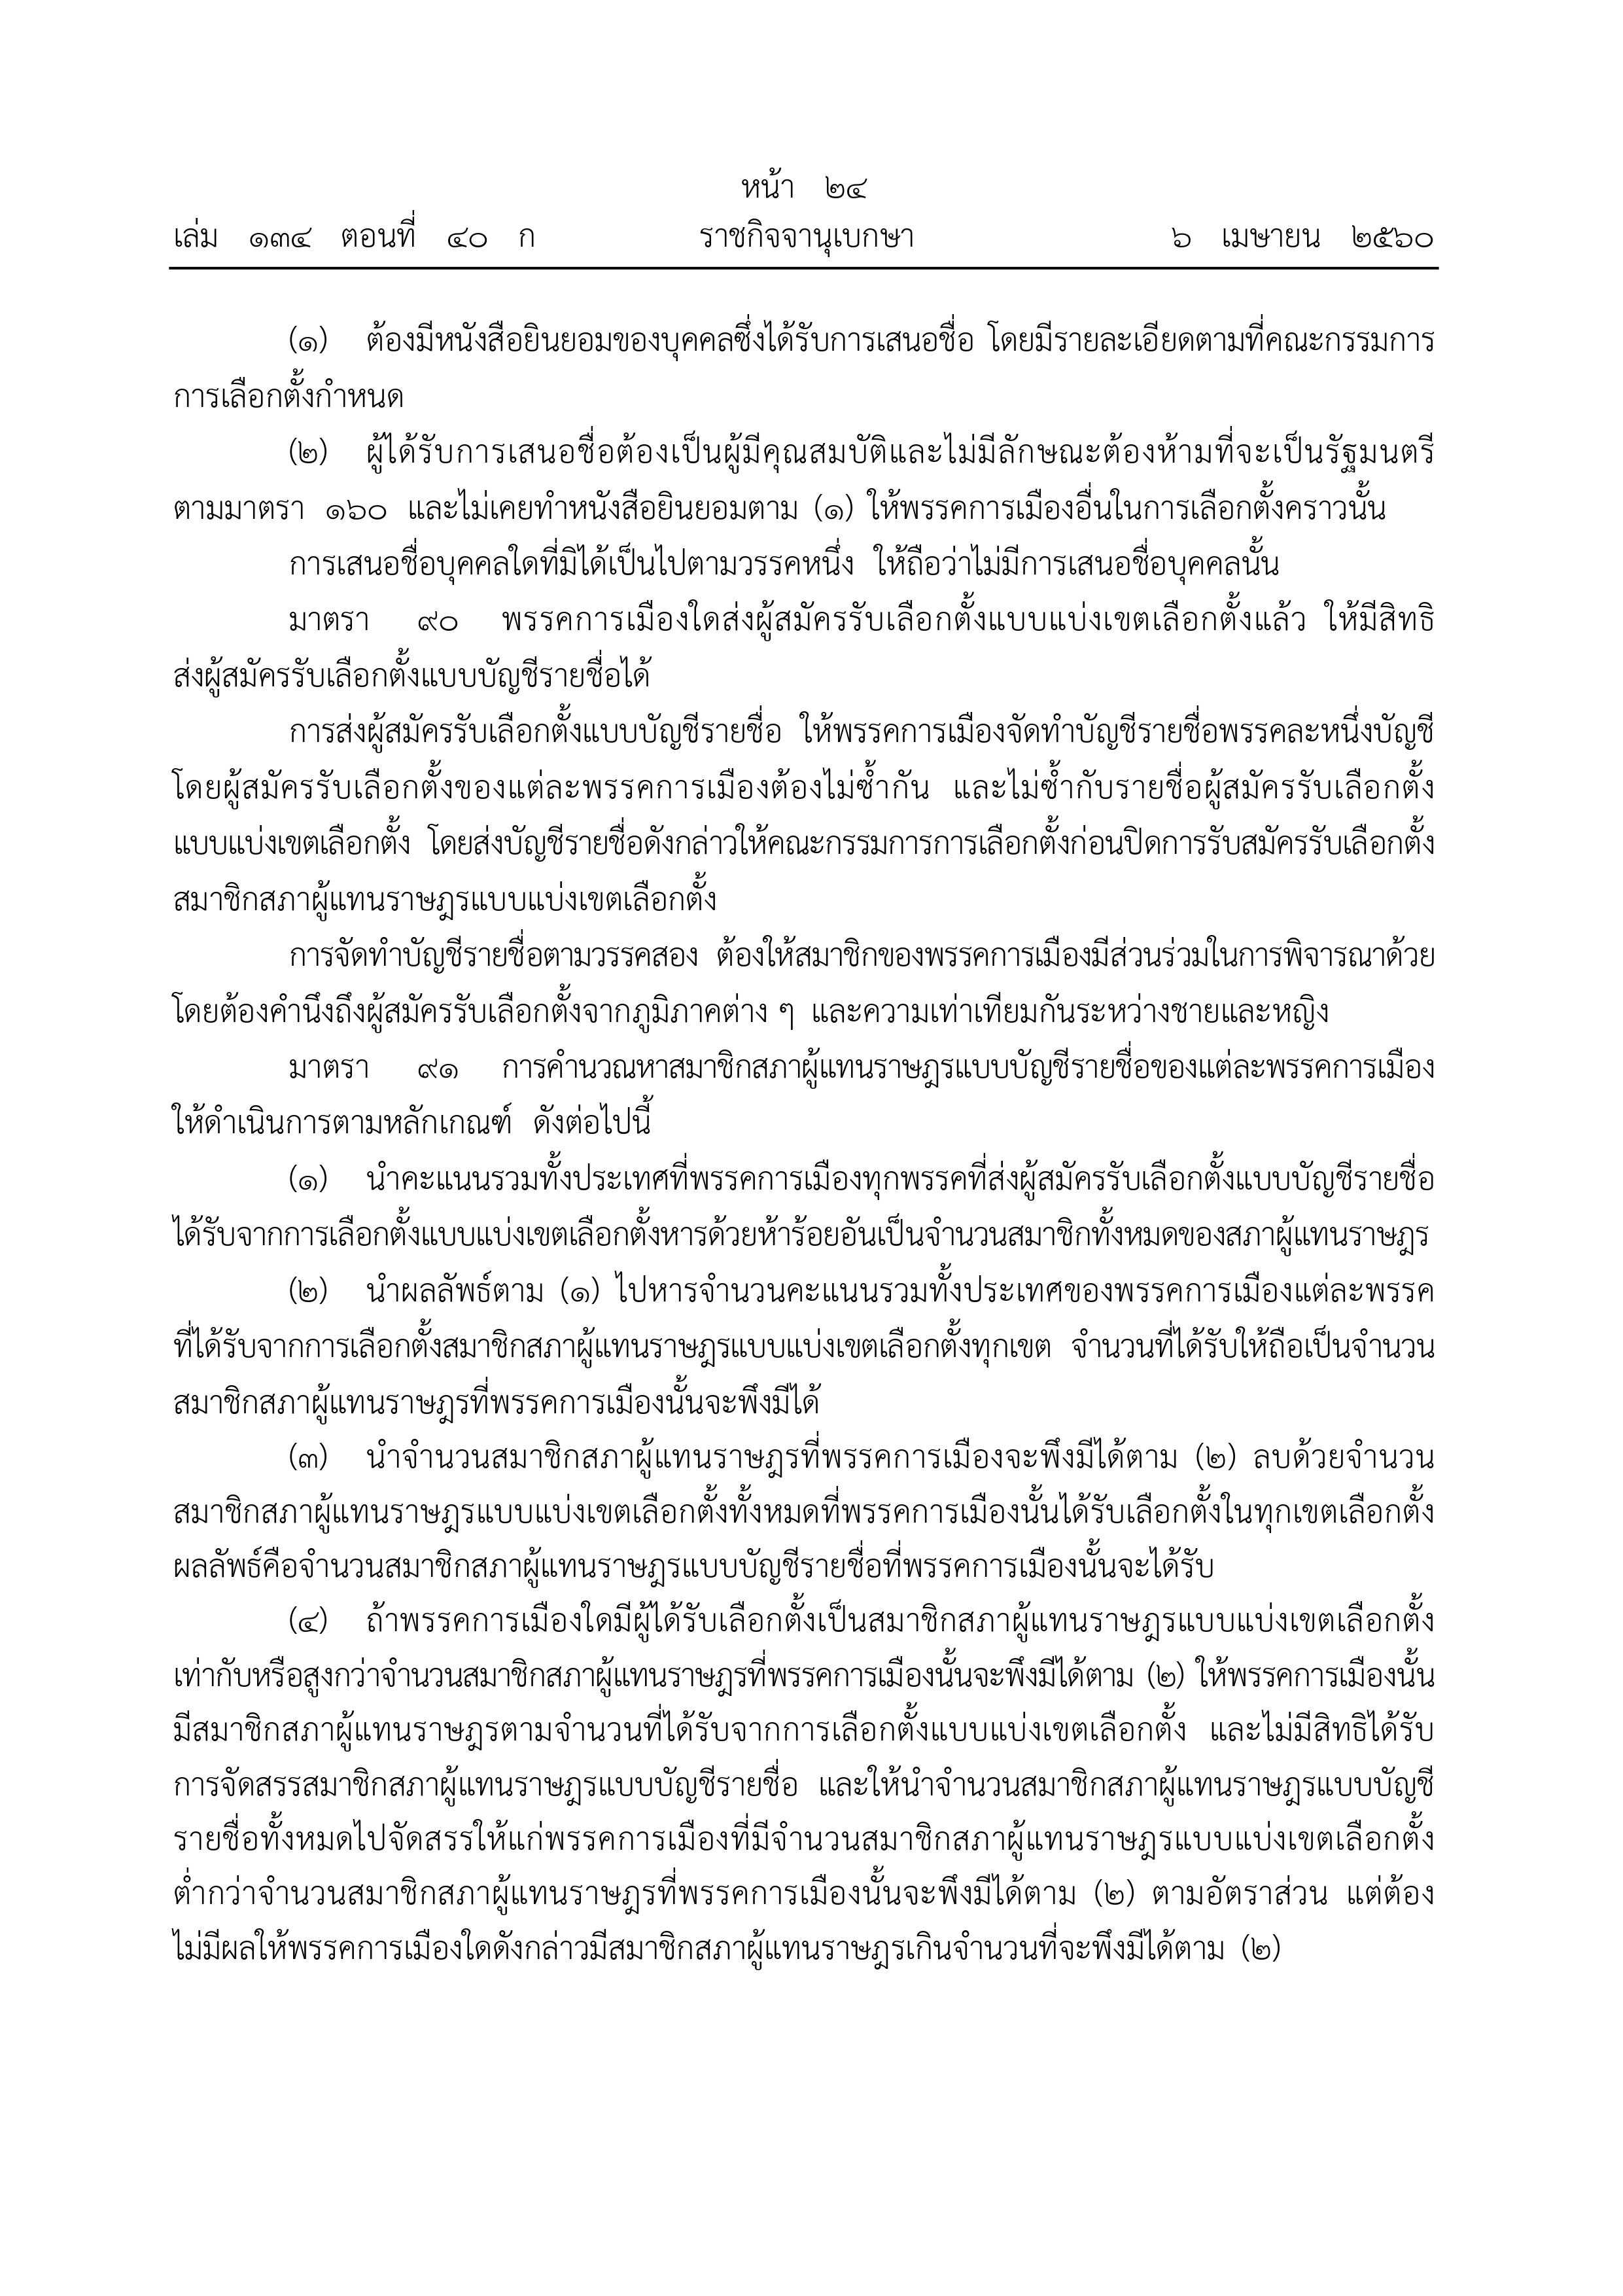 หน้า ๒๔
เล่ม ๑๓๔ ตอนที่ ๔๐ ก ราชกิจจานุเบกษา ๖ เมษายน ๒๕๖๐
(๑) ต้องมีหนังสือยินยอมของบุคคลซึ่งได้รับการเสนอชื่อ โดยมีรายละเอียดตามที่คณะกรรมการ
การเลือกตั้งกำหนด
(๒) ผู้ได้รับการเสนอชื่อต้องเป็นผู้มีคุณสมบัติและไม่มีลักษณะต้องห้ามที่จะเป็นรัฐมนตรี
ตามมาตรา ๑๖๐ และไม่เคยทำหนังสือยินยอมตาม (๑) ให้พรรคการเมืองอื่นในการเลือกตั้งคราวนั้น
การเสนอชื่อบุคคลใดที่มิได้เป็นไปตามวรรคหนึ่ง ให้ถือว่าไม่มีการเสนอชื่อบุคคลนั้น
มาตรา ๙๐ พรรคการเมืองใดส่งผู้สมัครรับเลือกตั้งแบบแบ่งเขตเลือกตั้งแล้ว ให้มีสิทธิ
ส่งผู้สมัครรับเลือกตั้งแบบบัญชีรายชื่อได้
การส่งผู้สมัครรับเลือกตั้งแบบบัญชีรายชื่อ ให้พรรคการเมืองจัดทำบัญชีรายชื่อพรรคละหนึ่งบัญชี
โดยผู้สมัครรับเลือกตั้งของแต่ละพรรคการเมืองต้องไม่ซ้ำกัน และไม่ซ้ำกับรายชื่อผู้สมัครรับเลือกตั้ง
แบบแบ่งเขตเลือกตั้ง โดยส่งบัญชีรายชื่อดังกล่าวให้คณะกรรมการการเลือกตั้งก่อนปิดการรับสมัครรับเลือกตั้ง
สมาชิกสภาผู้แทนราษฎรแบบแบ่งเขตเลือกตั้ง
การจัดทำบัญชีรายชื่อตามวรรคสอง ต้องให้สมาชิกของพรรคการเมืองมีส่วนร่วมในการพิจารณาด้วย
โดยต้องคำนึงถึงผู้สมัครรับเลือกตั้งจากภูมิภาคต่าง ๆ และความเท่าเทียมกันระหว่างชายและหญิง
มาตรา ๙๑ การคำนวณหาสมาชิกสภาผู้แทนราษฎรแบบบัญชีรายชื่อของแต่ละพรรคการเมือง
ให้ดำเนินการตามหลักเกณฑ์ ดังต่อไปนี้
(๑) นำคะแนนรวมทั้งประเทศที่พรรคการเมืองทุกพรรคที่ส่งผู้สมัครรับเลือกตั้งแบบบัญชีรายชื่อ
ได้รับจากการเลือกตั้งแบบแบ่งเขตเลือกตั้งหารด้วยห้าร้อยอันเป็นจำนวนสมาชิกทั้งหมดของสภาผู้แทนราษฎร
(๒) นำผลลัพธ์ตาม (๑) ไปหารจำนวนคะแนนรวมทั้งประเทศของพรรคการเมืองแต่ละพรรค
ที่ได้รับจากการเลือกตั้งสมาชิกสภาผู้แทนราษฎรแบบแบ่งเขตเลือกตั้งทุกเขต จำนวนที่ได้รับให้ถือเป็นจำนวน
สมาชิกสภาผู้แทนราษฎรที่พรรคการเมืองนั้นจะพึงมีได้
(๓) นำจำนวนสมาชิกสภาผู้แทนราษฎรที่พรรคการเมืองจะพึงมีได้ตาม (๒) ลบด้วยจำนวน
สมาชิกสภาผู้แทนราษฎรแบบแบ่งเขตเลือกตั้งทั้งหมดที่พรรคการเมืองนั้นได้รับเลือกตั้งในทุกเขตเลือกตั้ง
ผลลัพธ์คือจำนวนสมาชิกสภาผู้แทนราษฎรแบบบัญชีรายชื่อที่พรรคการเมืองนั้นจะได้รับ
(๔) ถ้าพรรคการเมืองใดมีผู้ได้รับเลือกตั้งเป็นสมาชิกสภาผู้แทนราษฎรแบบแบ่งเขตเลือกตั้ง
เท่ากับหรือสูงกว่าจำนวนสมาชิกสภาผู้แทนราษฎรที่พรรคการเมืองนั้นจะพึงมีได้ตาม (๒) ให้พรรคการเมืองนั้น
มีสมาชิกสภาผู้แทนราษฎรตามจำนวนที่ได้รับจากการเลือกตั้งแบบแบ่งเขตเลือกตั้ง และไม่มีสิทธิได้รับ
การจัดสรรสมาชิกสภาผู้แทนราษฎรแบบบัญชีรายชื่อ และให้นำจำนวนสมาชิกสภาผู้แทนราษฎรแบบบัญชี
รายชื่อทั้งหมดไปจัดสรรให้แก่พรรคการเมืองที่มีจำนวนสมาชิกสภาผู้แทนราษฎรแบบแบ่งเขตเลือกตั้ง
ต่ำกว่าจำนวนสมาชิกสภาผู้แทนราษฎรที่พรรคการเมืองนั้นจะพึงมีได้ตาม (๒) ตามอัตราส่วน แต่ต้อง
ไม่มีผลให้พรรคการเมืองใดดังกล่าวมีสมาชิกสภาผู้แทนราษฎรเกินจำนวนที่จะพึงมีได้ตาม (๒)